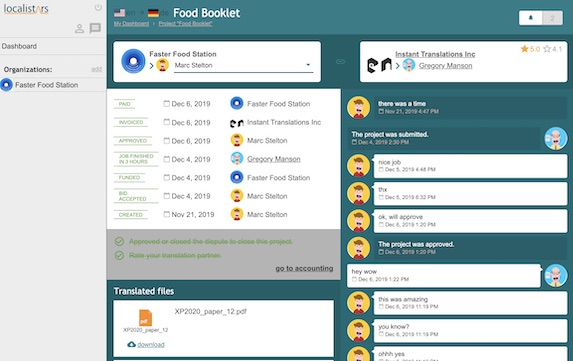 localistars
Dashboard
Organizations:
add
Faster Food Station
en
de
Food Booklet
My Dashboard > Project "Food Booklet"
2
Faster Food Station
Marc Stelton
Instant Translations Inc
Gregory Manson
5.0 4.1
PAID Dec 6, 2019 Faster Food Station
INVOICED Dec 6, 2019 Instant Translations Inc
APPROVED Dec 6, 2019 Marc Stelton
JOB FINISHED IN 2 HOURS Dec 4, 2019 Gregory Manson
FUNDED Dec 4, 2019 Faster Food Station
BID ACCEPTED Dec 4, 2019 Marc Stelton
CREATED Nov 21, 2019 Marc Stelton
Approved or closed the dispute to close this project.
Rate your translation partner.
go to accounting
Translated files
pdf
XP2020_paper_12
XP2020_paper_12.pdf
download
there was a time
Nov 21, 2019 4:47 PM
The project was submitted.
Dec 4, 2019 2:30 PM
nice job
Dec 5, 2019 4:48 PM
thx
Dec 5, 2019 6:32 PM
ok, will approve
Dec 6, 2019 1:20 PM
The project was approved.
Dec 6, 2019 1:20 PM
hey wow
Dec 6, 2019 1:22 PM
this was amazing
Dec 6, 2019 11:19 PM
you know?
Dec 6, 2019 11:19 PM
ohhh yes